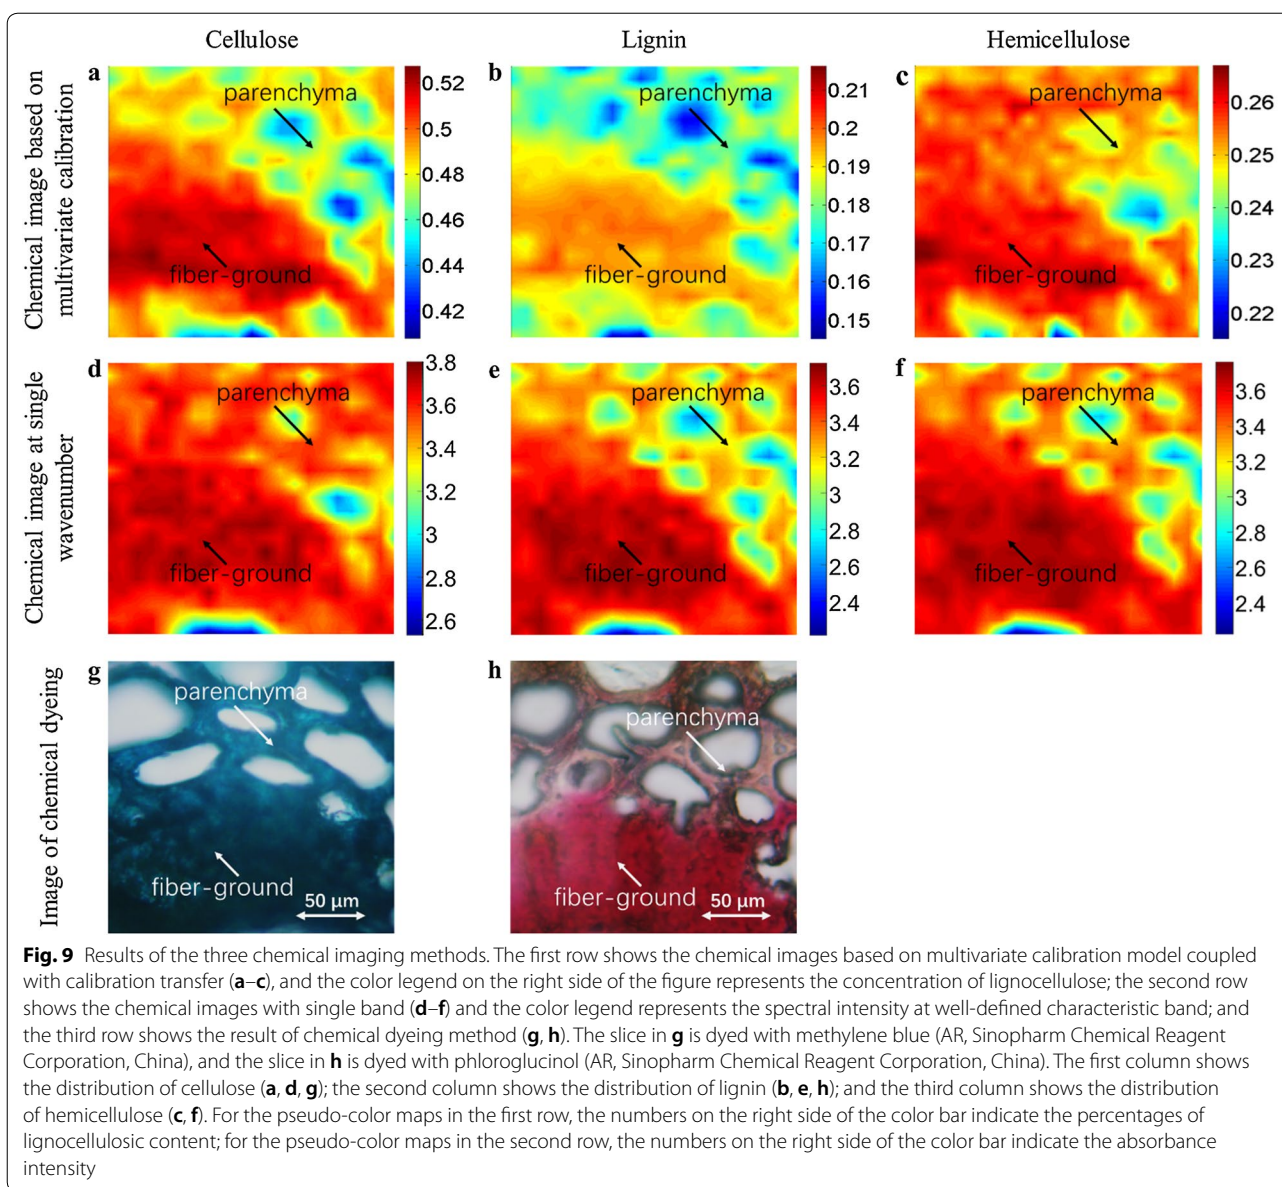 Cellulose
Lignin
Hemicellulose
Chemical image based on
multivariate calibration
a
parenchyma
fiber-ground
0.52
0.5
0.48
0.46
0.44
0.42
b
parenchyma
fiber-ground
0.21
0.2
0.19
0.18
0.17
0.16
0.15
c
parenchyma
fiber-ground
0.26
0.25
0.24
0.23
0.22
Chemical image at single
wavenumber
d
parenchyma
fiber-ground
3.8
3.6
3.4
3.2
3
2.8
2.6
e
parenchyma
fiber-ground
3.6
3.4
3.2
3
2.8
2.6
2.4
f
parenchyma
fiber-ground
3.6
3.4
3.2
3
2.8
2.6
2.4
Image of chemical dyeing
g
parenchyma
fiber-ground
50 µm
h
parenchyma
fiber-ground
50 µm
Fig. 9 Results of the three chemical imaging methods. The first row shows the chemical images based on multivariate calibration model coupled
with calibration transfer (a–c), and the color legend on the right side of the figure represents the concentration of lignocellulose; the second row
shows the chemical images with single band (d–f) and the color legend represents the spectral intensity at well-defined characteristic band; and
the third row shows the result of chemical dyeing method (g, h). The slice in g is dyed with methylene blue (AR, Sinopharm Chemical Reagent
Corporation, China), and the slice in h is dyed with phloroglucinol (AR, Sinopharm Chemical Reagent Corporation, China). The first column shows
the distribution of cellulose (a, d, g); the second column shows the distribution of lignin (b, e, h); and the third column shows the distribution
of hemicellulose (c, f). For the pseudo-color maps in the first row, the numbers on the right side of the color bar indicate the percentages of
lignocellulosic content; for the pseudo-color maps in the second row, the numbers on the right side of the color bar indicate the absorbance
intensity